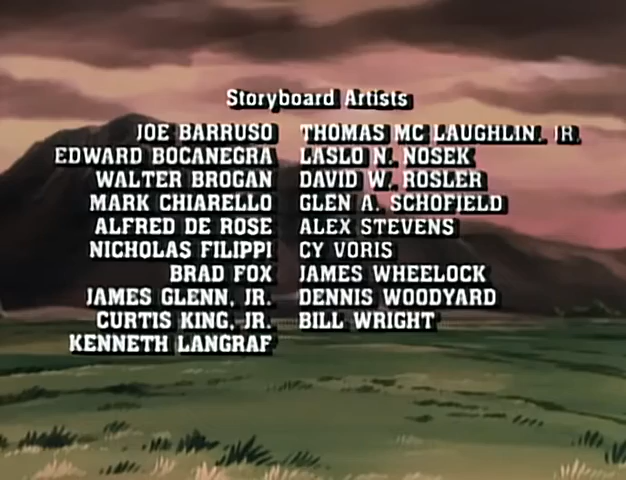 Storyboard Artists
JOE BARRUSO THOMAS MC LAUGHLIN, JR.
EDWARD BOCANEGRA LASLO N. NOSEK
WALTER BROGAN DAVID W. ROSLER
MARK CHIARELLO GLEN A. SCHOFIELD
ALFRED DE ROSE ALEX STEVENS
NICHOLAS FILIPPI CY VORIS
BRAD FOX JAMES WHEELOCK
JAMES GLENN, JR. DENNIS WOODYARD
CURTIS KING, JR. BILL WRIGHT
KENNETH LANGRAF